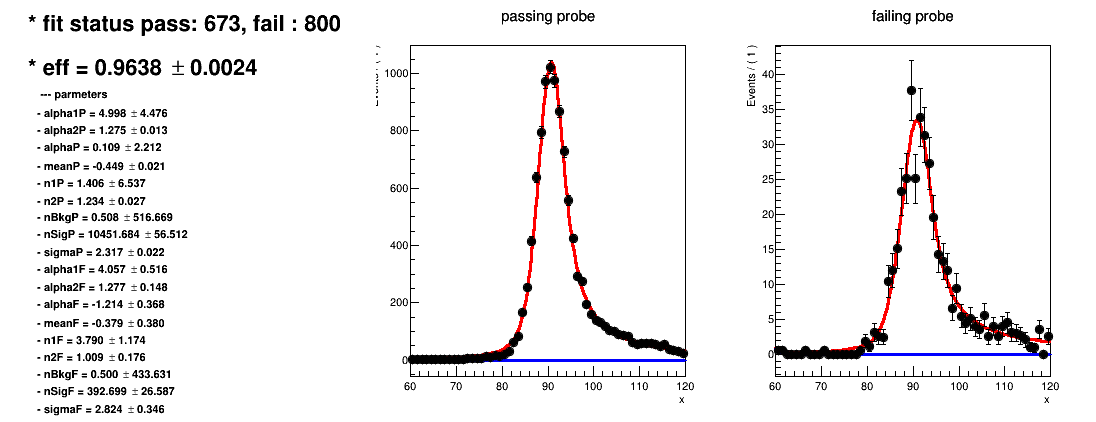 * fit status pass: 673, fail : 800
* eff = 0.9638 ± 0.0024
--- parmeters
- alpha1P = 4.998 ± 4.476
- alpha2P = 1.275 ± 0.013
- alphaP = 0.109 ± 2.212
- meanP = -0.449 ± 0.021
- n1P = 1.406 ± 6.537
- n2P = 1.234 ± 0.027
- nBkgP = 0.508 ± 516.669
- nSigP = 10451.684 ± 56.512
- sigmaP = 2.317 ± 0.022
- alpha1F = 4.057 ± 0.516
- alpha2F = 1.277 ± 0.148
- alphaF = -1.214 ± 0.368
- meanF = -0.379 ± 0.380
- n1F = 3.790 ± 1.174
- n2F = 1.009 ± 0.176
- nBkgF = 0.500 ± 433.631
- nSigF = 392.699 ± 26.587
- sigmaF = 2.824 ± 0.346
passing probe
1000
800
600
400
200
0
60 70 80 90 100 110 120
x
failing probe
Events / ( 1 )
40
35
30
25
20
15
10
5
0
60 70 80 90 100 110 120
x